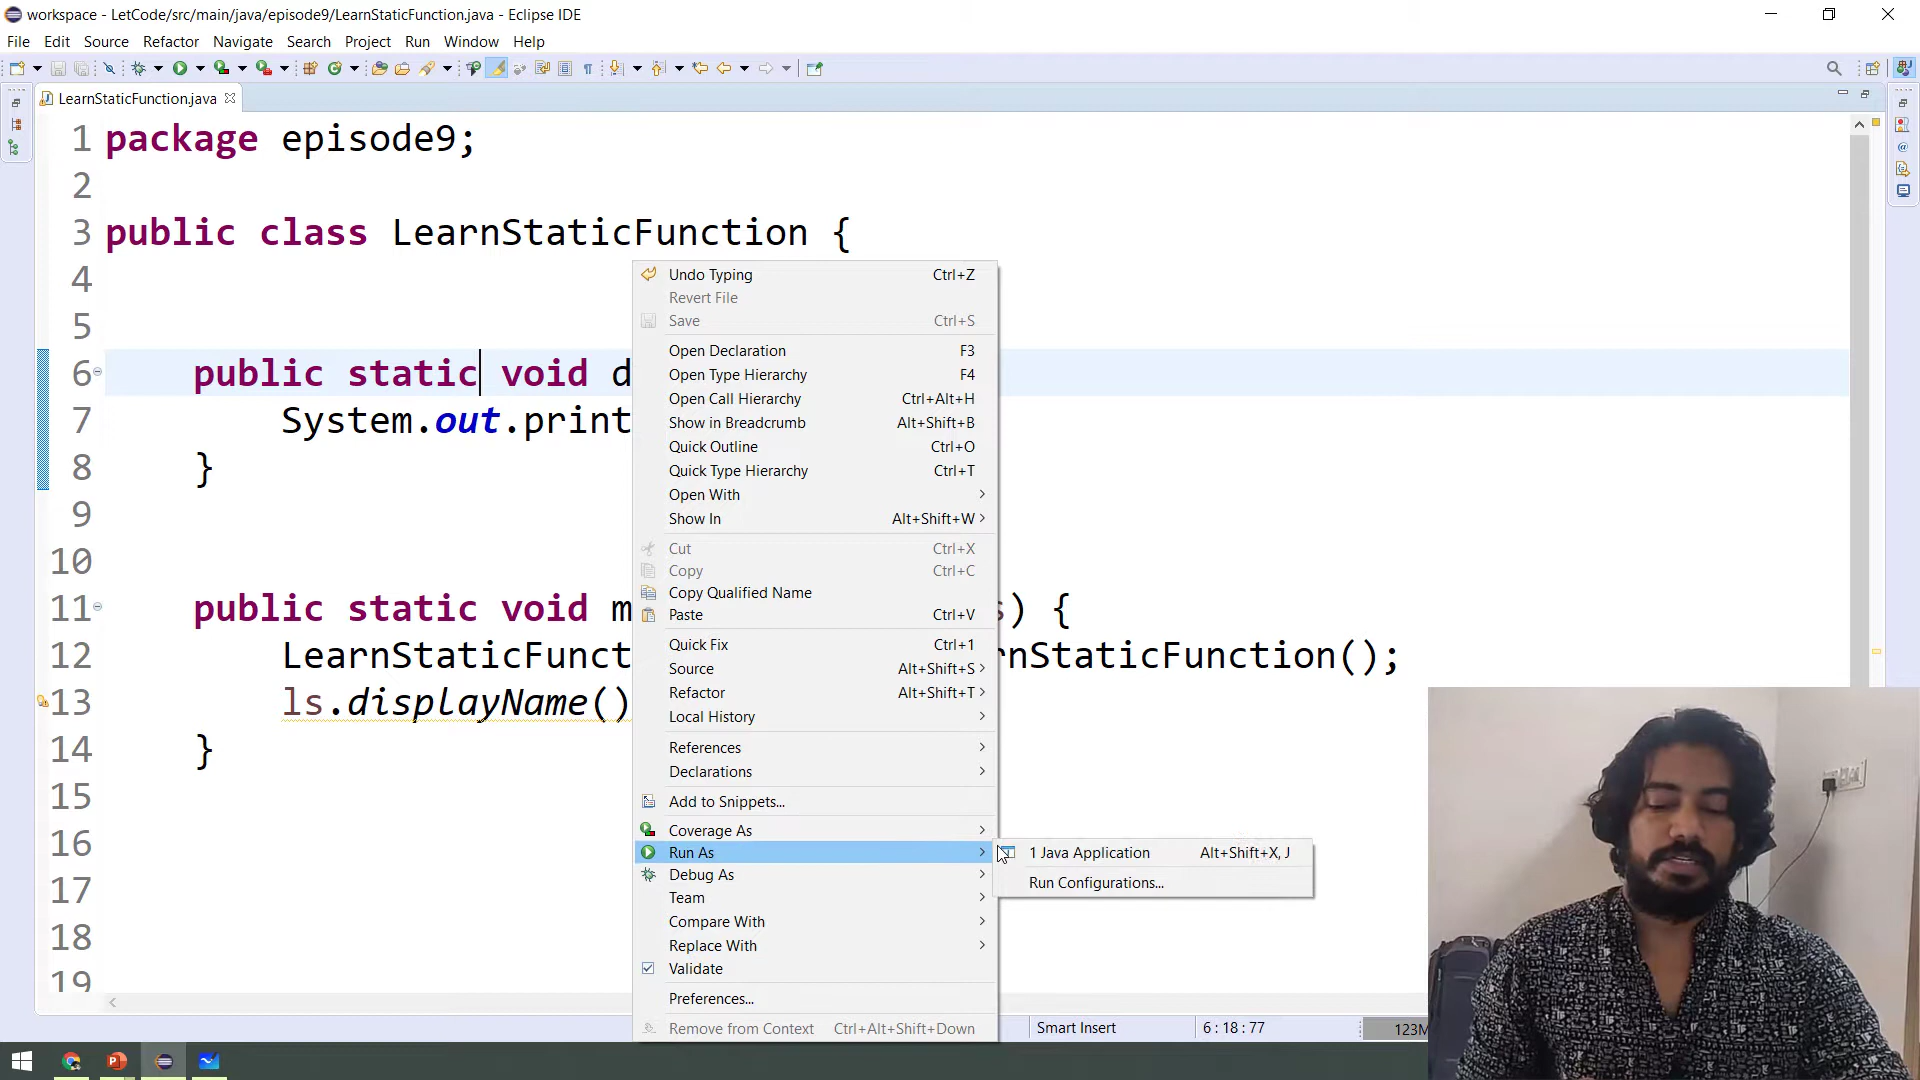 workspace - LetCode/src/main/java/episode9/LearnStaticFunction.java - Eclipse IDE
File Edit Source Refactor Navigate Search Project Run Window Help
LearnStaticFunction.java
1 package episode9;
2
3 public class LearnStaticFunction {
4
5
6 public static void d
7 System.out.print
8 }
9
10
11 public static void m s) {
12 LearnStaticFunct rnStaticFunction();
13 ls.displayName()
14 }
15
16
17
18
19
Undo Typing Ctrl+Z
Revert File
Save Ctrl+S
Open Declaration F3
Open Type Hierarchy F4
Open Call Hierarchy Ctrl+Alt+H
Show in Breadcrumb Alt+Shift+B
Quick Outline Ctrl+O
Quick Type Hierarchy Ctrl+T
Open With
Show In Alt+Shift+W
Cut Ctrl+X
Copy Ctrl+C
Copy Qualified Name
Paste Ctrl+V
Quick Fix Ctrl+1
Source Alt+Shift+S
Refactor Alt+Shift+T
Local History
References
Declarations
Add to Snippets...
Coverage As
Run As
Debug As
Team
Compare With
Replace With
Validate
Preferences...
Remove from Context Ctrl+Alt+Shift+Down
1 Java Application Alt+Shift+X, J
Run Configurations...
Smart Insert 6 : 18 : 77 123M